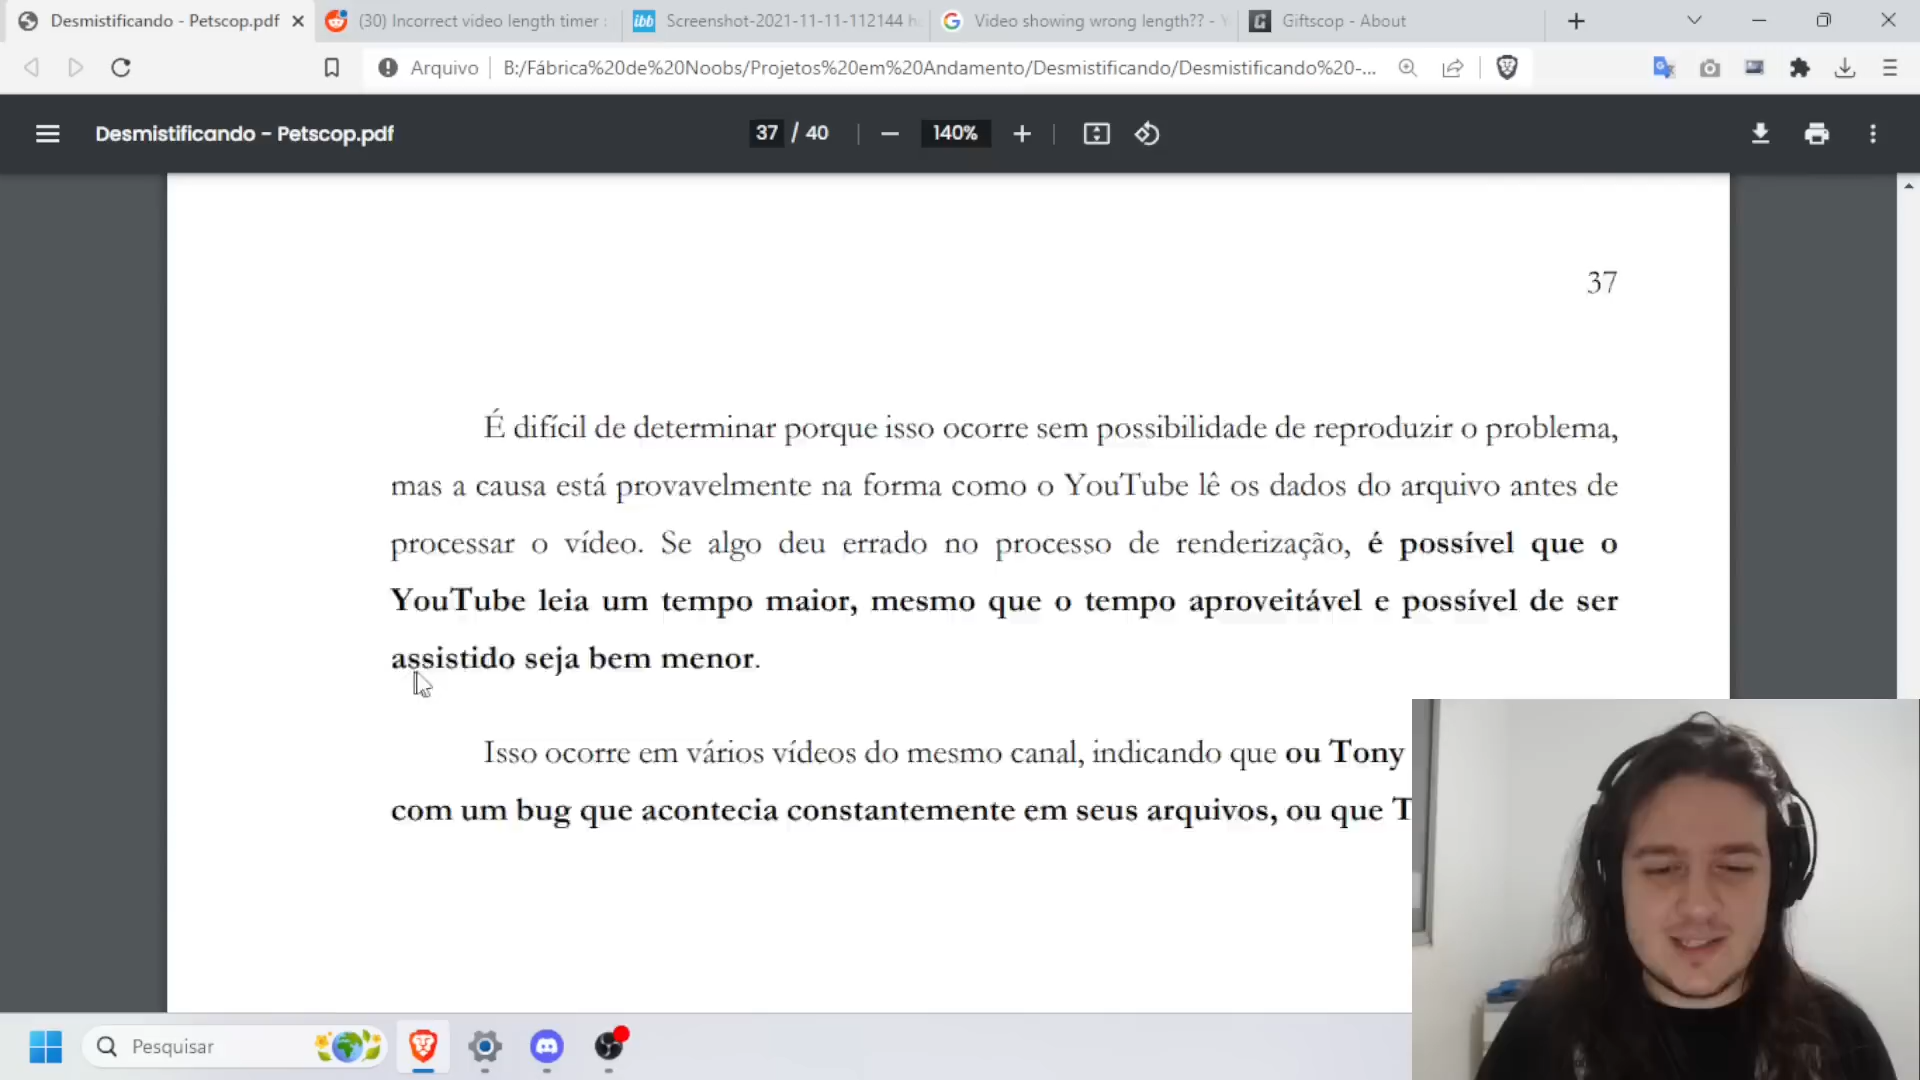 Desmistificando - Petscop.pdf
(30) Incorrect video length timer :
ibb
Screenshot-2021-11-11-112144
Video showing wrong length?? -
Giftscop - About
Arquivo
B:/Fábrica%20de%20Noobs/Projetos%20em%20Andamento/Desmistificando/Desmistificando%20-...
Desmistificando - Petscop.pdf
37 / 40
140%
37
É difícil de determinar porque isso ocorre sem possibilidade de reproduzir o problema,
mas a causa está provavelmente na forma como o YouTube lê os dados do arquivo antes de
processar o vídeo. Se algo deu errado no processo de renderização, é possível que o
YouTube leia um tempo maior, mesmo que o tempo aproveitável e possível de ser
assistido seja bem menor.
Isso ocorre em vários vídeos do mesmo canal, indicando que ou Tony
com um bug que acontecia constantemente em seus arquivos, ou que T
Pesquisar